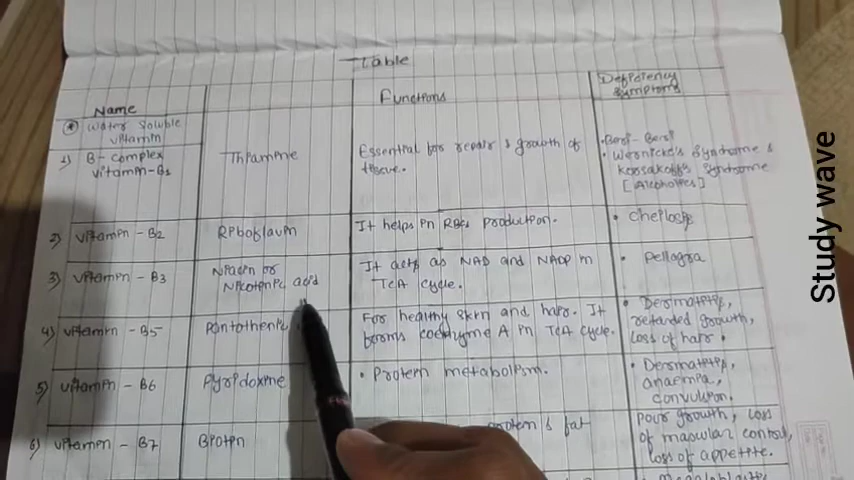 Table
Name
Functions
Deficiency
Symptoms
Water Soluble
vitamin
1) B-complex
vitamin-B1
Thiamine
Essential for repair & growth of
tissue.
• Beri-Beri
• Wernicke's Syndrome &
Korsakoff's Syndrome
[Alcoholics]
2) vitamin-B2
Riboflavin
It helps in RBCs production.
• Cheilosis
3) vitamin-B3
Niacin or
Nicotinic acid
It acts as NAD and NADP in
TCA cycle.
• Pellagra
4) vitamin-B5
Pantothenic
For healthy skin and hair. It
forms coenzyme A in TCA cycle.
• Dermatitis,
retarded growth,
Loss of hair.
5) vitamin-B6
Pyridoxine
• Protein metabolism.
• Dermatitis,
anaemia,
convulsion.
6) vitamin-B7
Biotin
protein & fat
Poor growth, Loss
of mascular control,
loss of appetite.
Study wave